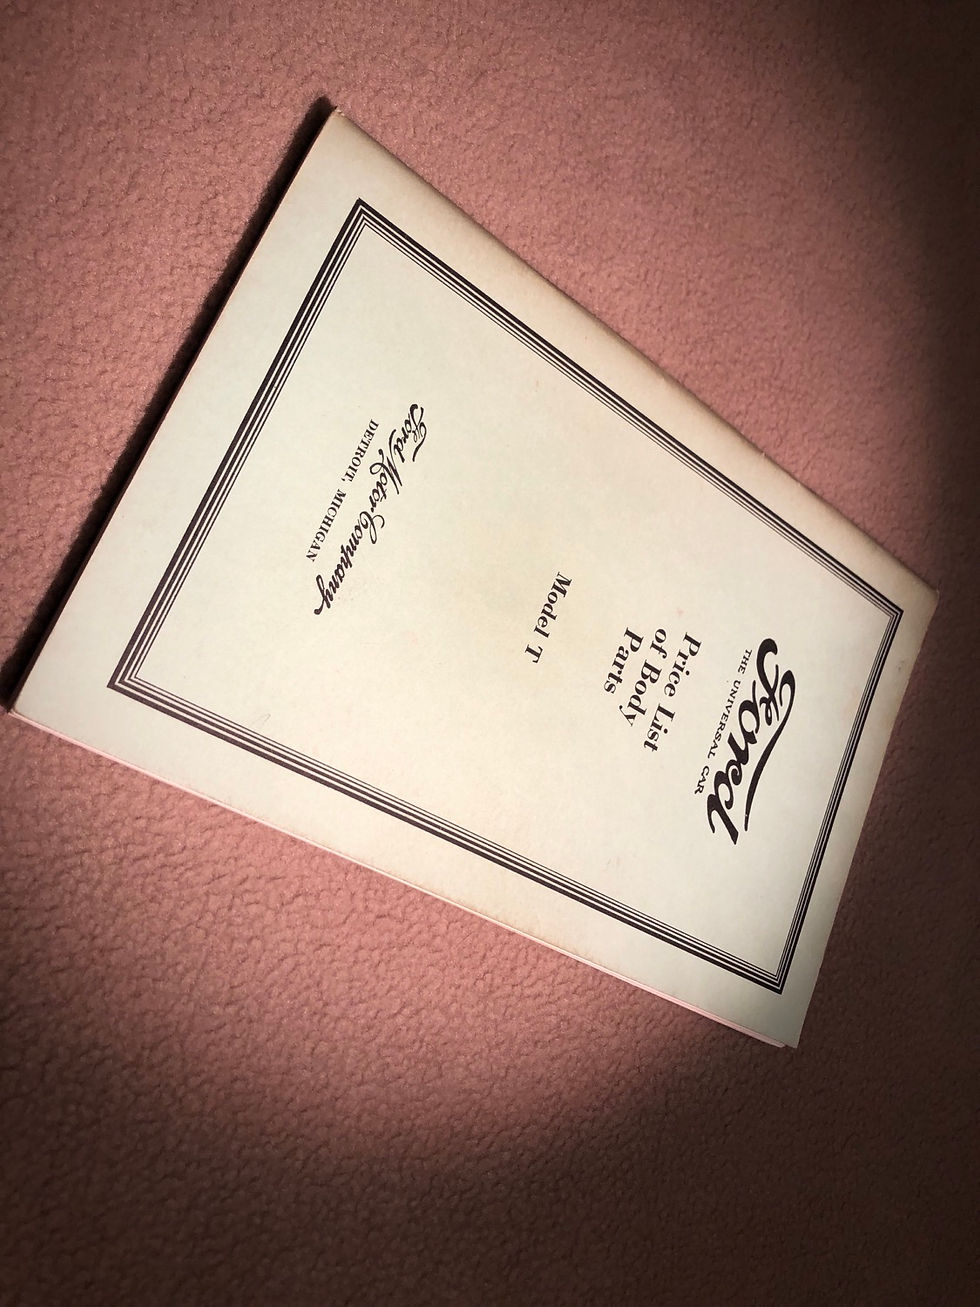 Ford
THE UNIVERSAL CAR
Price List
of Body
Parts
Model T
Ford Motor Company
DETROIT, MICHIGAN